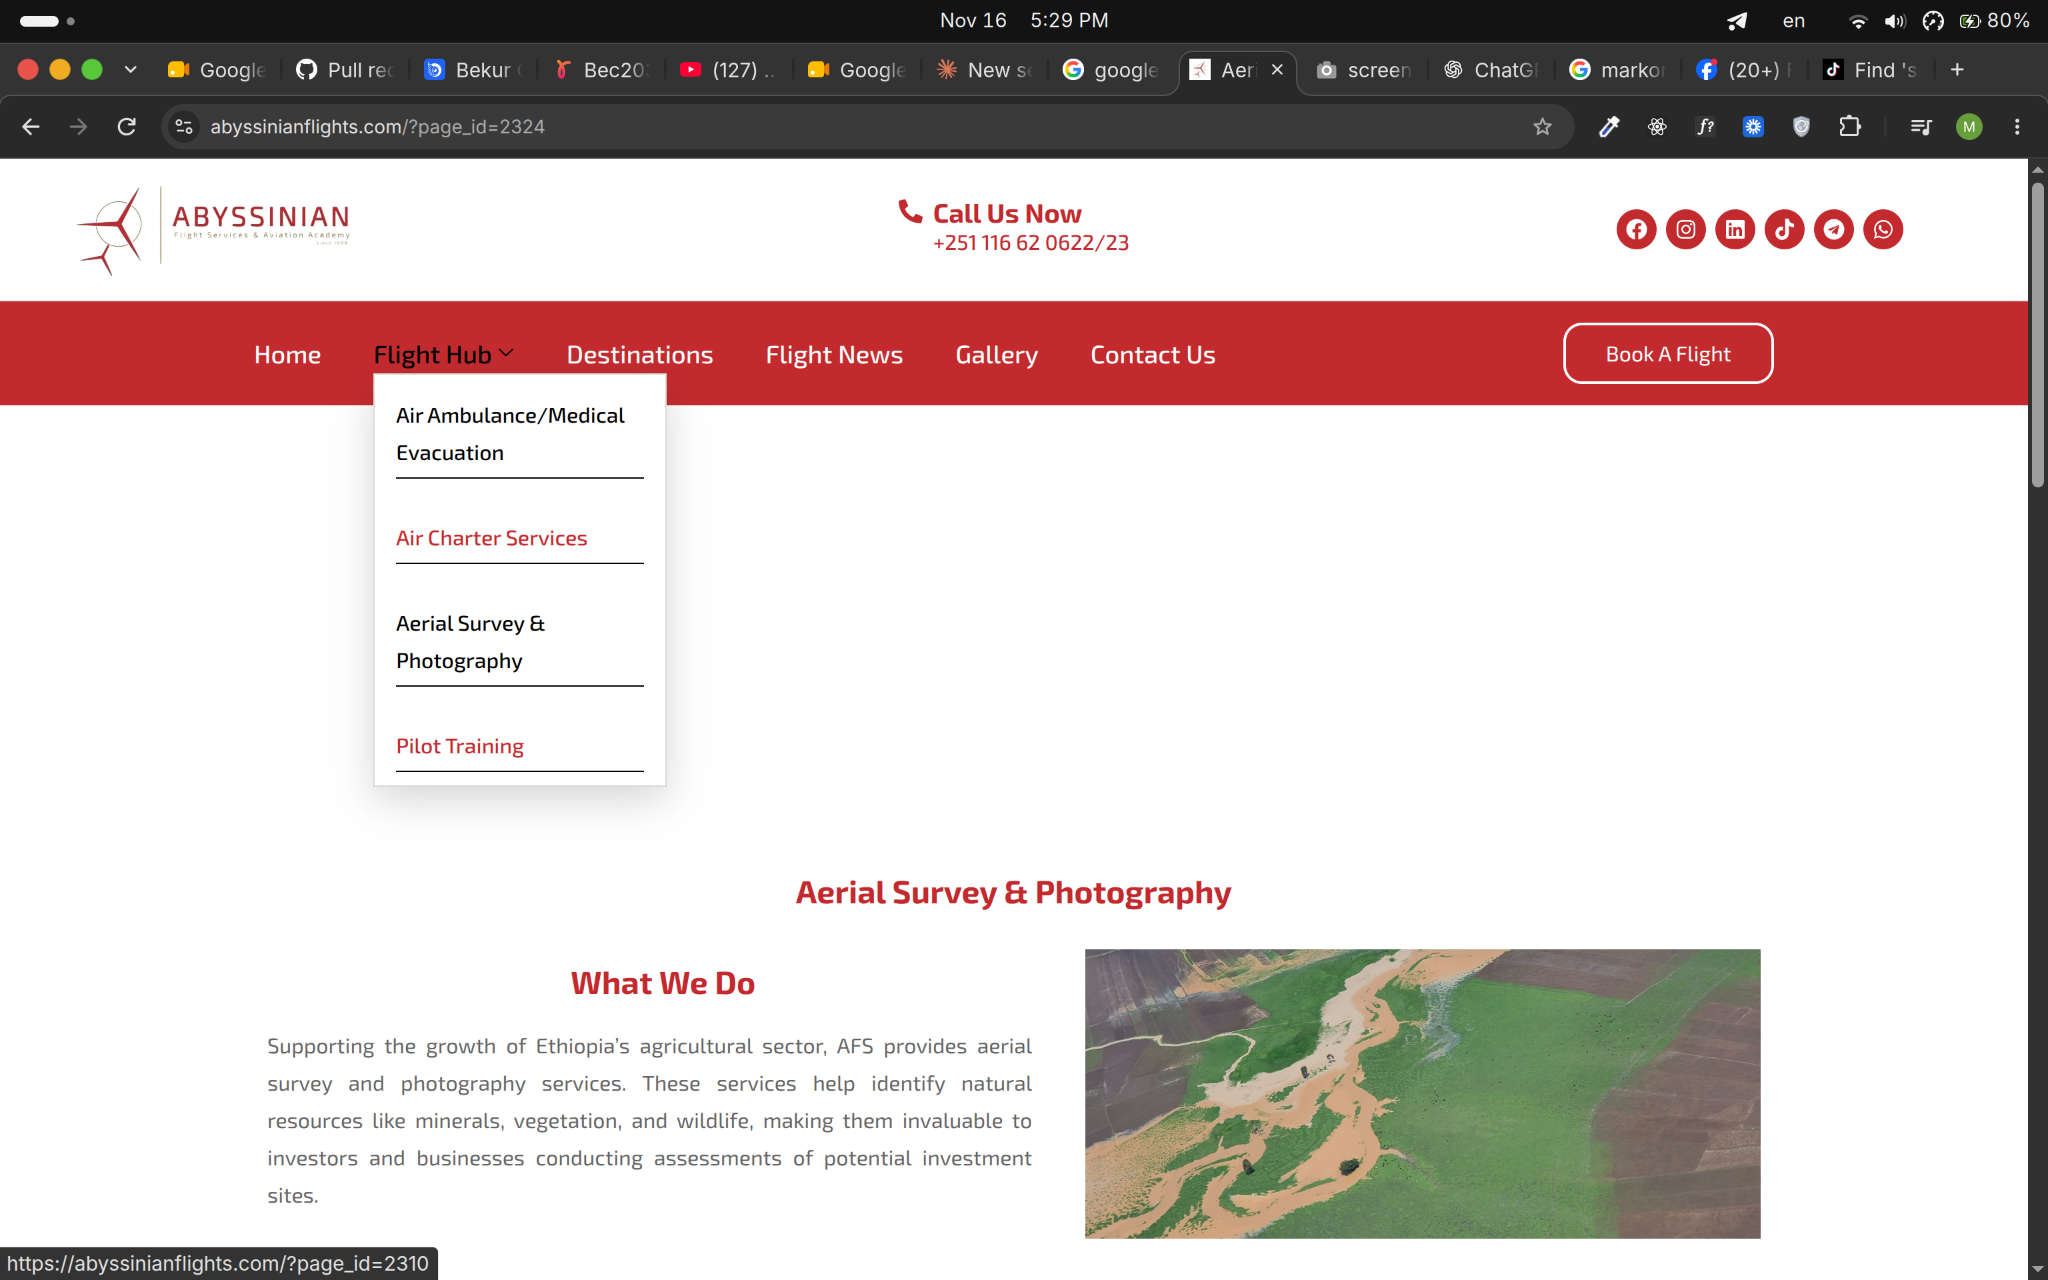 Nov 16 5:29 PM
en
80%
Google
Pull rec
Bekur
Bec20
(127) ..
Google
New se
google
Aeri
screen
ChatG
marko
(20+)
Find 's
abyssinianflights.com/?page_id=2324
M
ABYSSINIAN
Flight Services & Aviation Academy
Call Us Now
+251 116 62 0622/23
Home
Flight Hub
Destinations
Flight News
Gallery
Contact Us
Book A Flight
Air Ambulance/Medical
Evacuation
Air Charter Services
Aerial Survey &
Photography
Pilot Training
Aerial Survey & Photography
What We Do
Supporting the growth of Ethiopia’s agricultural sector, AFS provides aerial
survey and photography services. These services help identify natural
resources like minerals, vegetation, and wildlife, making them invaluable to
investors and businesses conducting assessments of potential investment
sites.
https://abyssinianflights.com/?page_id=2310